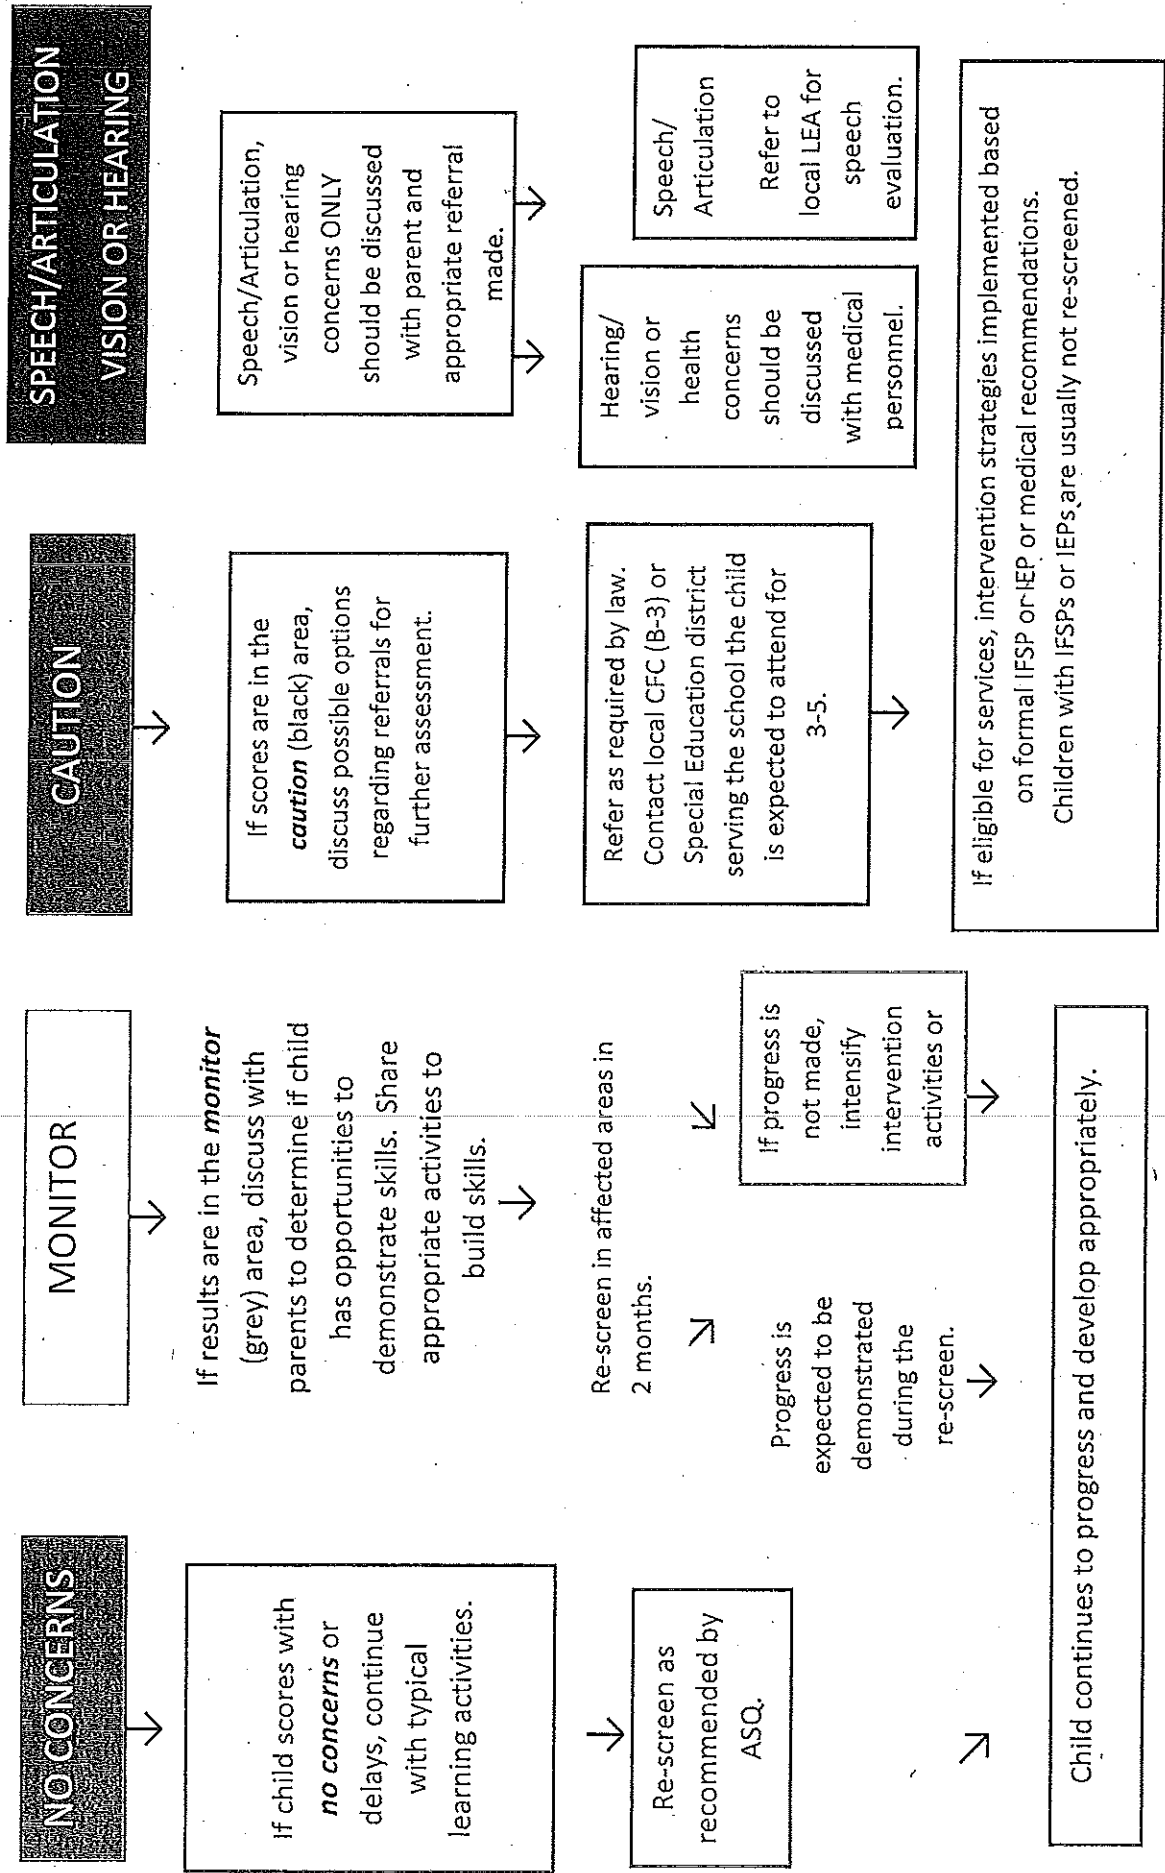 NO CONCERNS
If child scores with
no concerns or
delays, continue
with typical
learning activities.
Re-screen as
recommended by
ASQ.
MONITOR
If results are in the monitor
(grey) area, discuss with
parents to determine if child
has opportunities to
demonstrate skills. Share
appropriate activities to
build skills.
Re-screen in affected areas in
2 months.
Progress is
expected to be
demonstrated
during the
re-screen.
If progress is
not made,
intensify
intervention
activities or
Child continues to progress and develop appropriately.
CAUTION
If scores are in the
caution (black) area,
discuss possible options
regarding referrals for
further assessment.
Refer as required by law.
Contact local CFC (B-3) or
Special Education district
serving the school the child
is expected to attend for
3-5.
SPEECH/ARTICULATION
VISION OR HEARING
Speech/Articulation,
vision or hearing
concerns ONLY
should be discussed
with parent and
appropriate referral
made.
Hearing/
vision or
health
concerns
should be
discussed
with medical
personnel.
Speech/
Articulation
Refer to
local LEA for
speech
evaluation.
If eligible for services, intervention strategies implemented based
on formal IFSP or IEP or medical recommendations.
Children with IFSPs or IEPs are usually not re-screened.